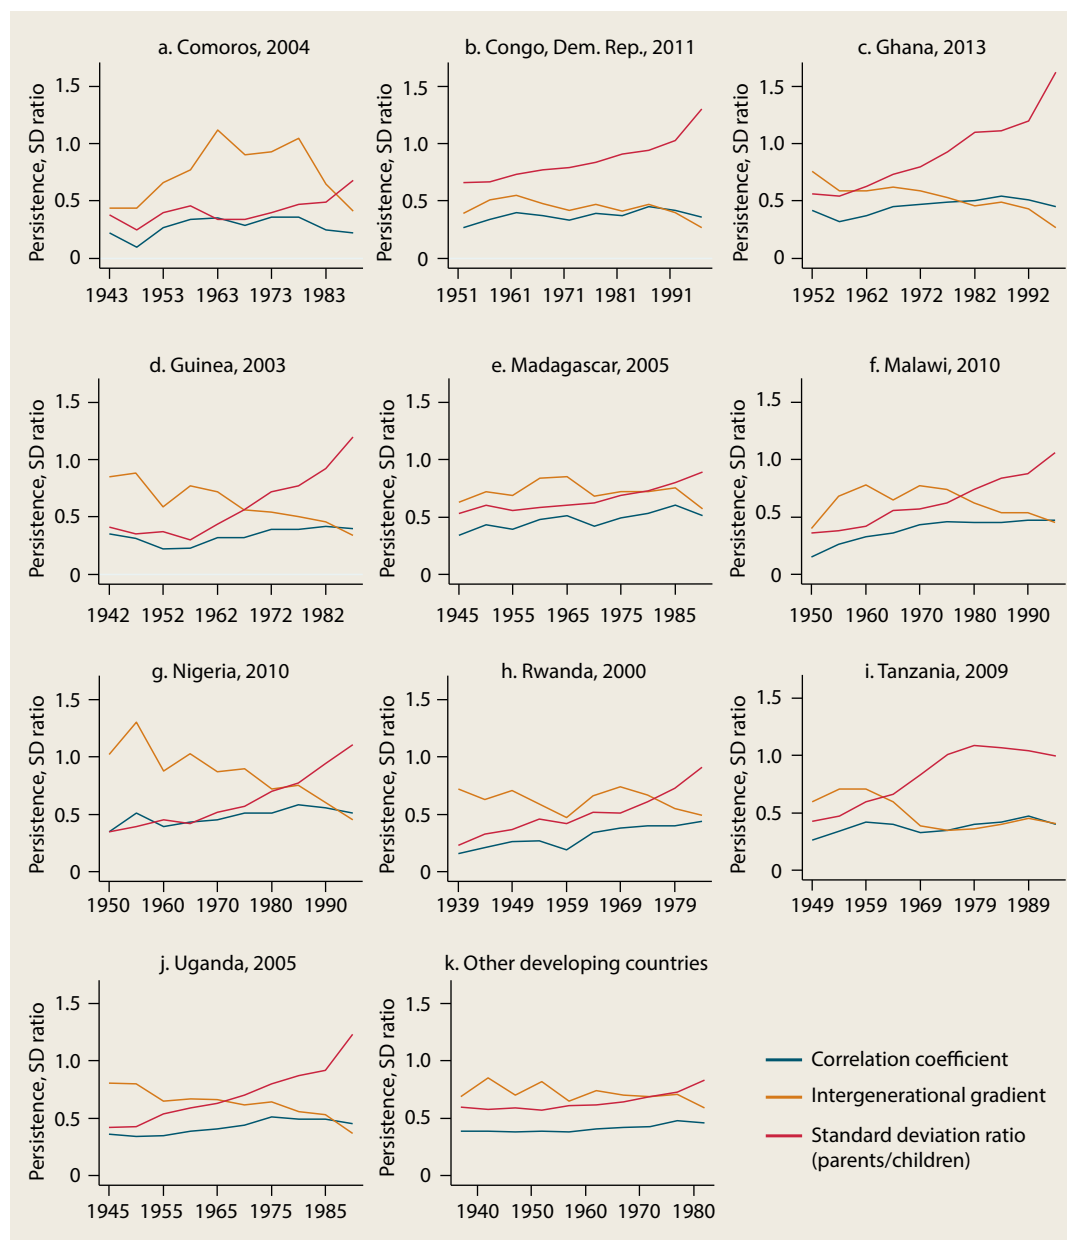 a. Comoros, 2004
Persistence, SD ratio
1.5
1.0
0.5
0
1943 1953 1963 1973 1983
b. Congo, Dem. Rep., 2011
Persistence, SD ratio
1.5
1.0
0.5
0
1951 1961 1971 1981 1991
c. Ghana, 2013
Persistence, SD ratio
1.5
1.0
0.5
0
1952 1962 1972 1982 1992
d. Guinea, 2003
Persistence, SD ratio
1.5
1.0
0.5
0
1942 1952 1962 1972 1982
e. Madagascar, 2005
Persistence, SD ratio
1.5
1.0
0.5
0
1945 1955 1965 1975 1985
f. Malawi, 2010
Persistence, SD ratio
1.5
1.0
0.5
0
1950 1960 1970 1980 1990
g. Nigeria, 2010
Persistence, SD ratio
1.5
1.0
0.5
0
1950 1960 1970 1980 1990
h. Rwanda, 2000
Persistence, SD ratio
1.5
1.0
0.5
0
1939 1949 1959 1969 1979
i. Tanzania, 2009
Persistence, SD ratio
1.5
1.0
0.5
0
1949 1959 1969 1979 1989
j. Uganda, 2005
Persistence, SD ratio
1.5
1.0
0.5
0
1945 1955 1965 1975 1985
k. Other developing countries
Persistence, SD ratio
1.5
1.0
0.5
0
1940 1950 1960 1970 1980
Correlation coefficient
Intergenerational gradient
Standard deviation ratio
(parents/children)